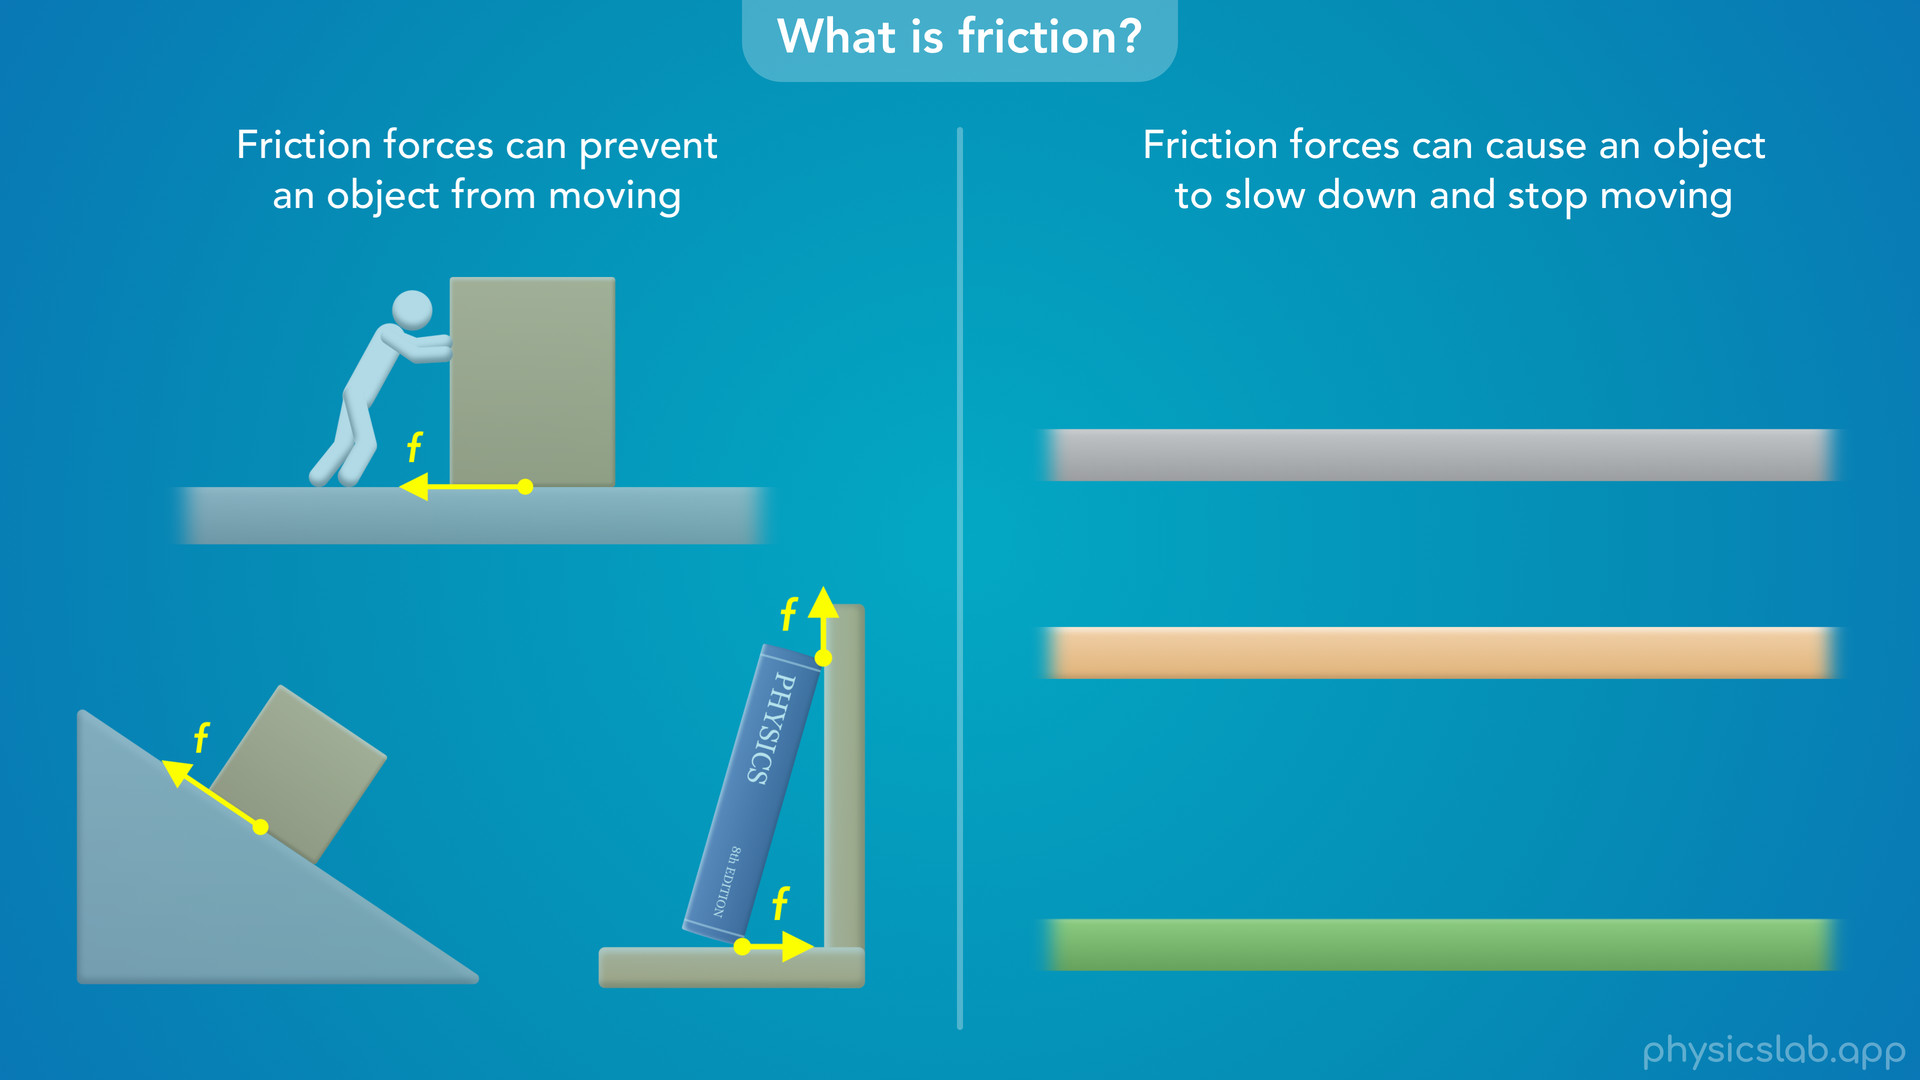 What is friction?
Friction forces can prevent
an object from moving
f
f
f
PHYSICS
8th EDITION
f
Friction forces can cause an object
to slow down and stop moving
physicslab.app